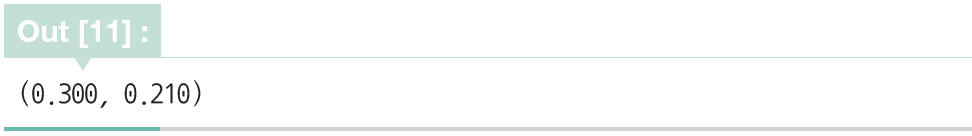 Out [11] :
(0.300, 0.210)